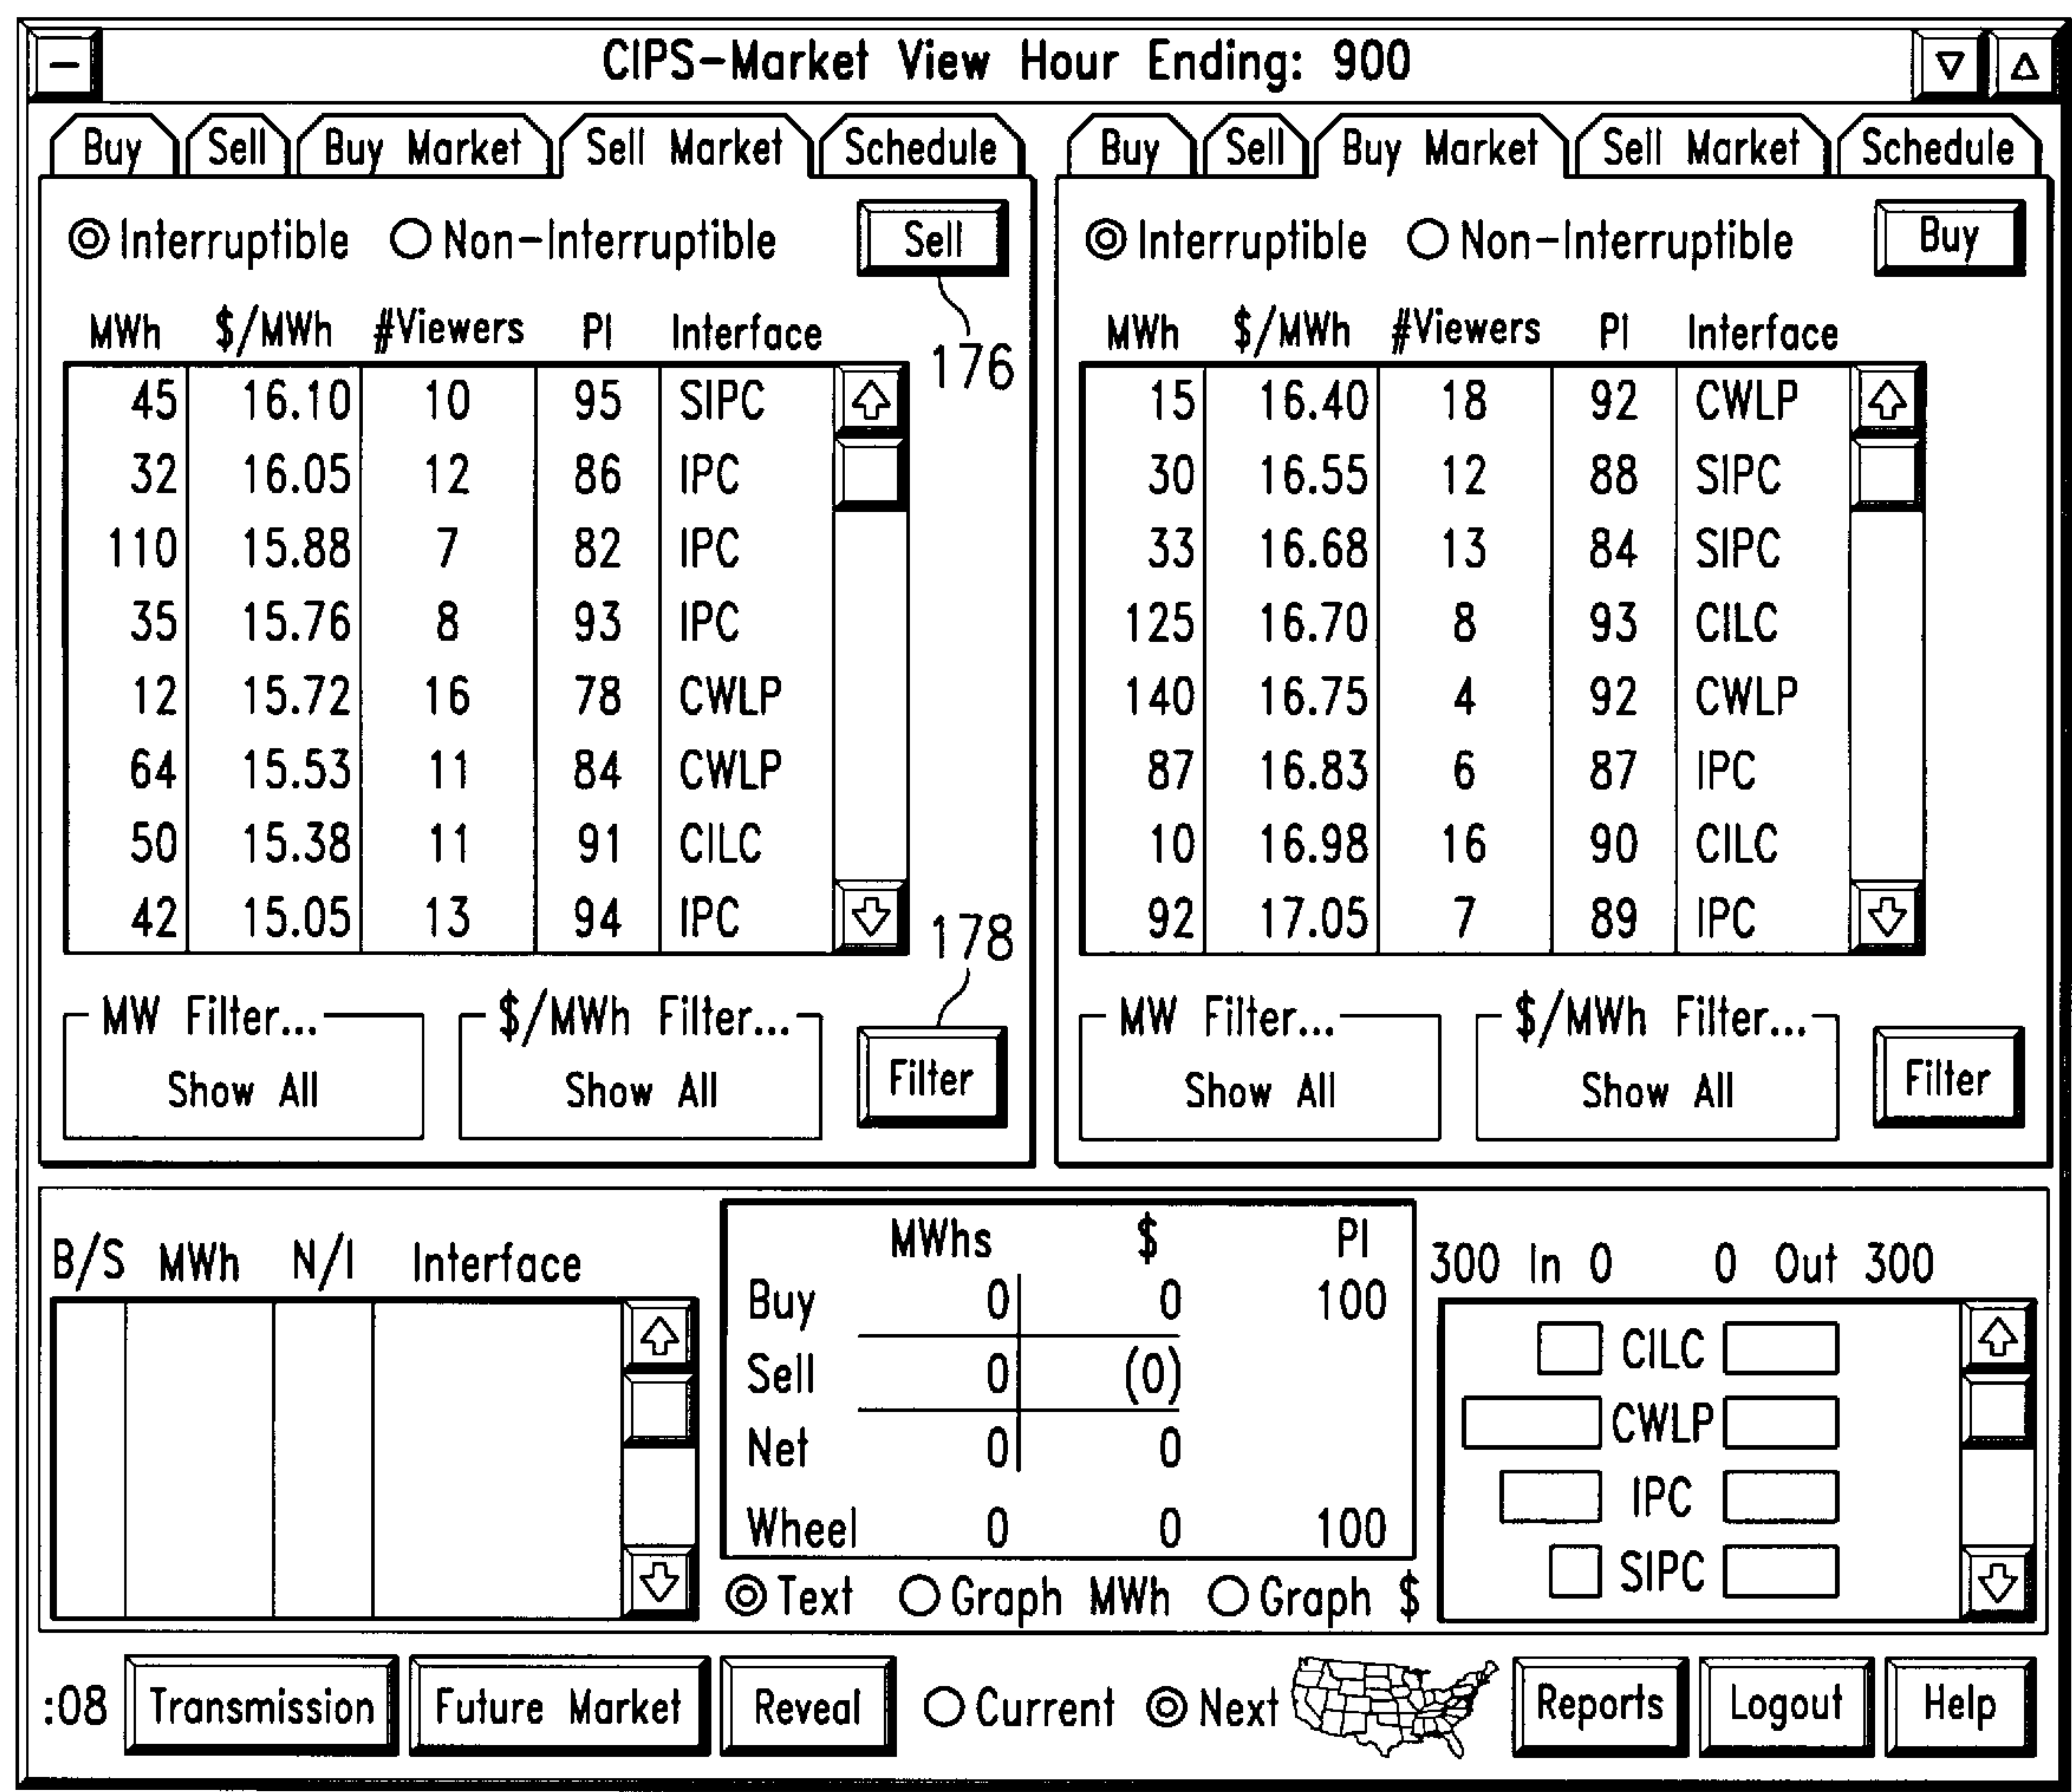 CIPS-Market View Hour Ending: 900
Buy Sell Buy Market Sell Market Schedule
Interruptible Non-Interruptible Sell
176
MWh $/MWh #Viewers PI Interface
45 16.10 10 95 SIPC
32 16.05 12 86 IPC
110 15.88 7 82 IPC
35 15.76 8 93 IPC
12 15.72 16 78 CWLP
64 15.53 11 84 CWLP
50 15.38 11 91 CILC
42 15.05 13 94 IPC
178
MW Filter... $/MWh Filter...
Show All Show All Filter
Buy Sell Buy Market Sell Market Schedule
Interruptible Non-Interruptible Buy
MWh $/MWh #Viewers PI Interface
15 16.40 18 92 CWLP
30 16.55 12 88 SIPC
33 16.68 13 84 SIPC
125 16.70 8 93 CILC
140 16.75 4 92 CWLP
87 16.83 6 87 IPC
10 16.98 16 90 CILC
92 17.05 7 89 IPC
MW Filter... $/MWh Filter...
Show All Show All Filter
B/S MWh N/I Interface
MWhs $ PI
Buy 0 0 100
Sell 0 (0)
Net 0 0
Wheel 0 0 100
Text Graph MWh Graph $
300 In 0 0 Out 300
CILC
CWLP
IPC
SIPC
:08 Transmission Future Market Reveal Current Next Reports Logout Help